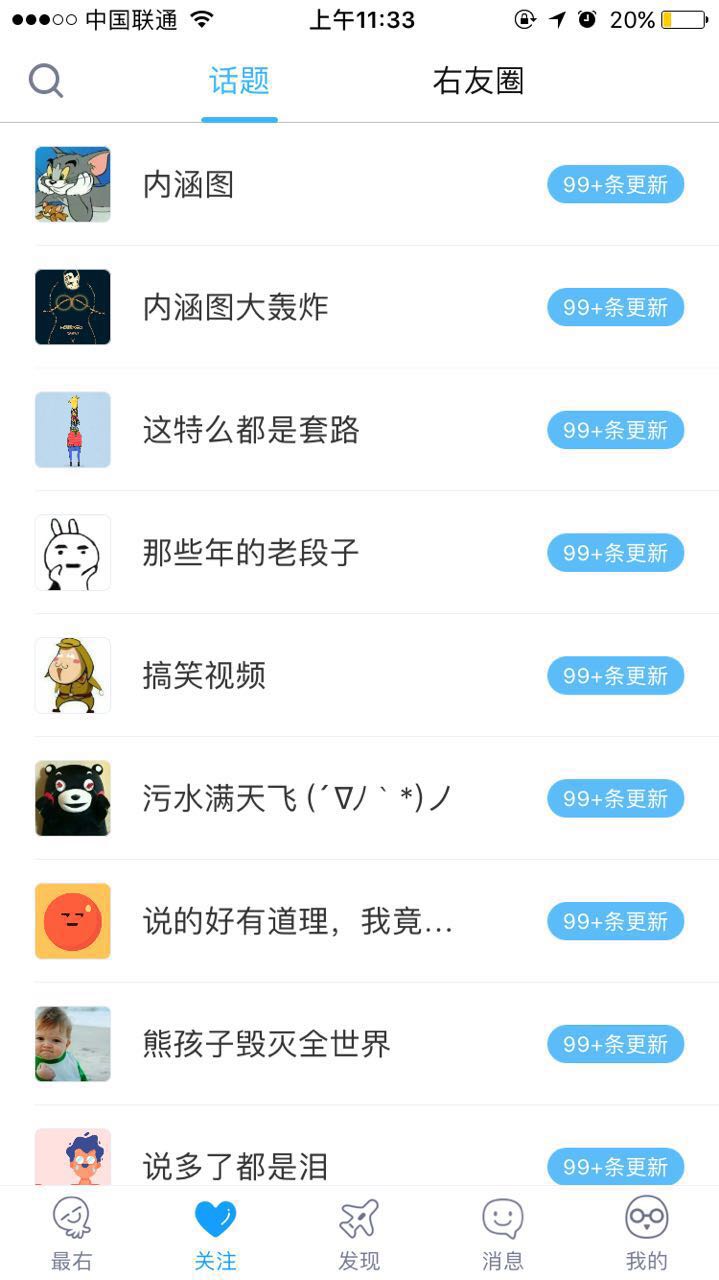 中国联通 上午11:33 20%
话题 右友圈
内涵图 99+条更新
内涵图大轰炸 99+条更新
这特么都是套路 99+条更新
那些年的老段子 99+条更新
搞笑视频 99+条更新
污水满天飞 (´∇ﾉ｀*)ノ 99+条更新
说的好有道理，我竟... 99+条更新
熊孩子毁灭全世界 99+条更新
说多了都是泪 99+条更新
最右 关注 发现 消息 我的